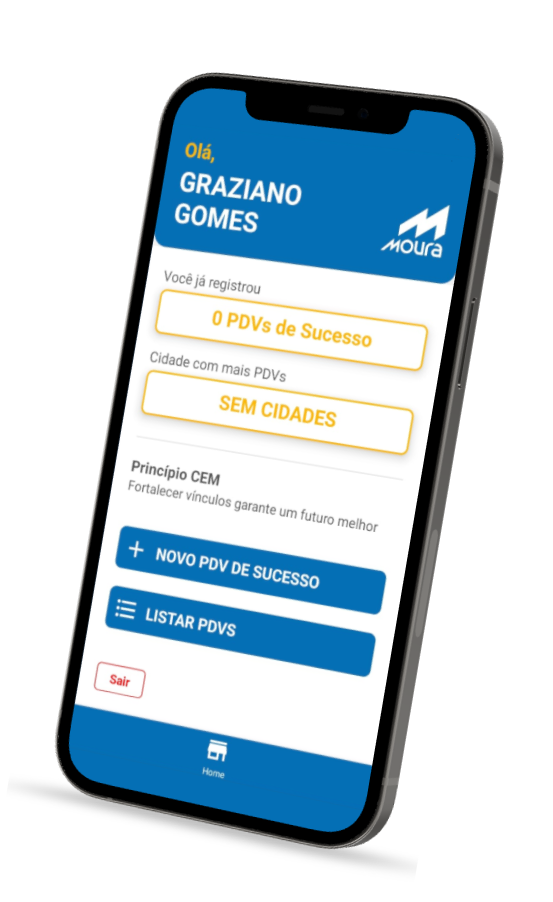 Olá,
GRAZIANO
GOMES
moura
Você já registrou
0 PDVs de Sucesso
Cidade com mais PDVs
SEM CIDADES
Princípio CEM
Fortalecer vínculos garante um futuro melhor
NOVO PDV DE SUCESSO
LISTAR PDVS
Sair
Home